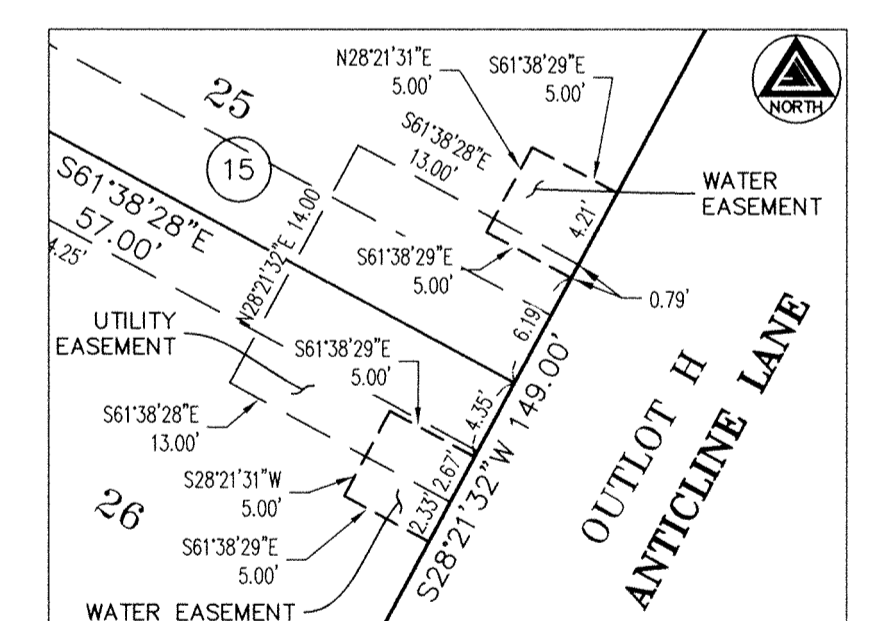 N28°21'31"E
5.00'
S61°38'29"E
5.00'
NORTH
25
S61°38'28"E
13.00'
15
WATER
EASEMENT
S61°38'28"E
57.00'
4.25'
N28°21'32"E 14.00'
4.21'
S61°38'29"E
5.00'
0.79'
6.19'
UTILITY
EASEMENT
S61°38'29"E
5.00'
4.35'
S61°38'28"E
13.00'
S28°21'31"W
5.00'
2.67'
2.33'
S28°21'32"W 149.00'
OUTLOT H
ANTICLINE LANE
26
S61°38'29"E
5.00'
WATER EASEMENT